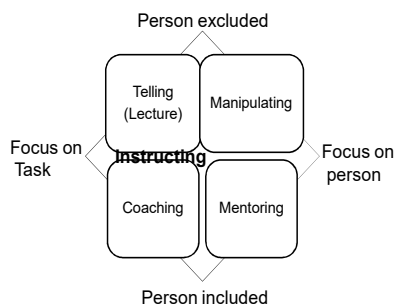 Person excluded
Telling
(Lecture)
Manipulating
Focus on
Task
Instructing
Focus on
person
Coaching
Mentoring
Person included